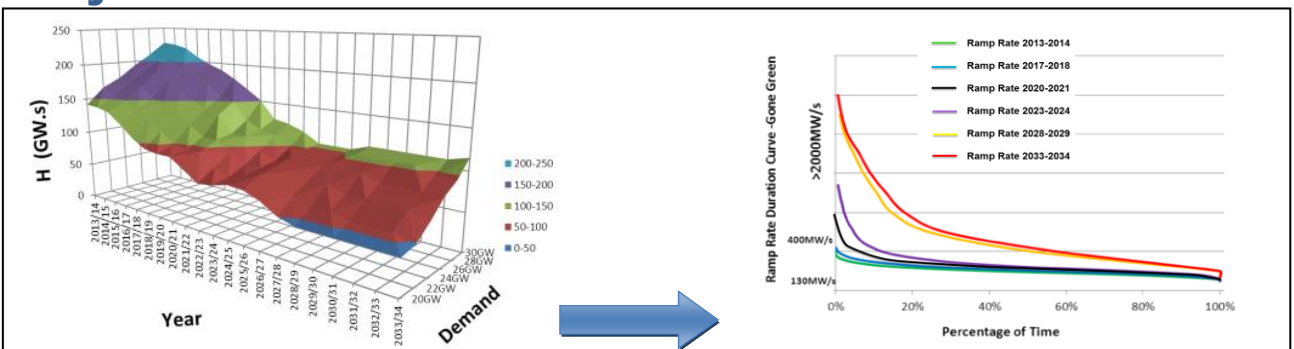 250
200
150
100
50
0
H (GW.s)
2013/14
2014/15
2015/16
2016/17
2017/18
2018/19
2019/20
2020/21
2021/22
2022/23
2023/24
2024/25
2025/26
2026/27
2027/28
2028/29
2029/30
2030/31
2031/32
2032/33
2033/34
Year
30GW
28GW
26GW
24GW
22GW
20GW
Demand
200-250
150-200
100-150
50-100
0-50
Ramp Rate Duration Curve -Gone Green
>2000MW/s
400MW/s
130MW/s
Ramp Rate 2013-2014
Ramp Rate 2017-2018
Ramp Rate 2020-2021
Ramp Rate 2023-2024
Ramp Rate 2028-2029
Ramp Rate 2033-2034
0%
20%
40%
60%
80%
100%
Percentage of Time